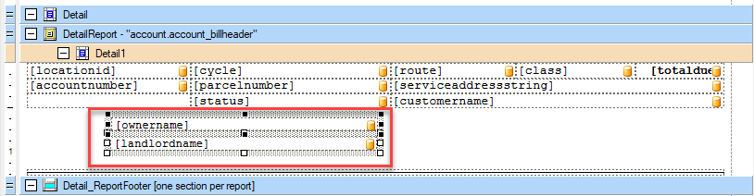 Detail
DetailReport - "account.account_billheader"
Detail1
[locationid] [cycle] [route] [class] [totaldue
[accountnumber] [parcelnumber] [serviceaddressstring]
[status] [customername]
[ownername]
[landlordname]
1
Detail_ReportFooter [one section per report]